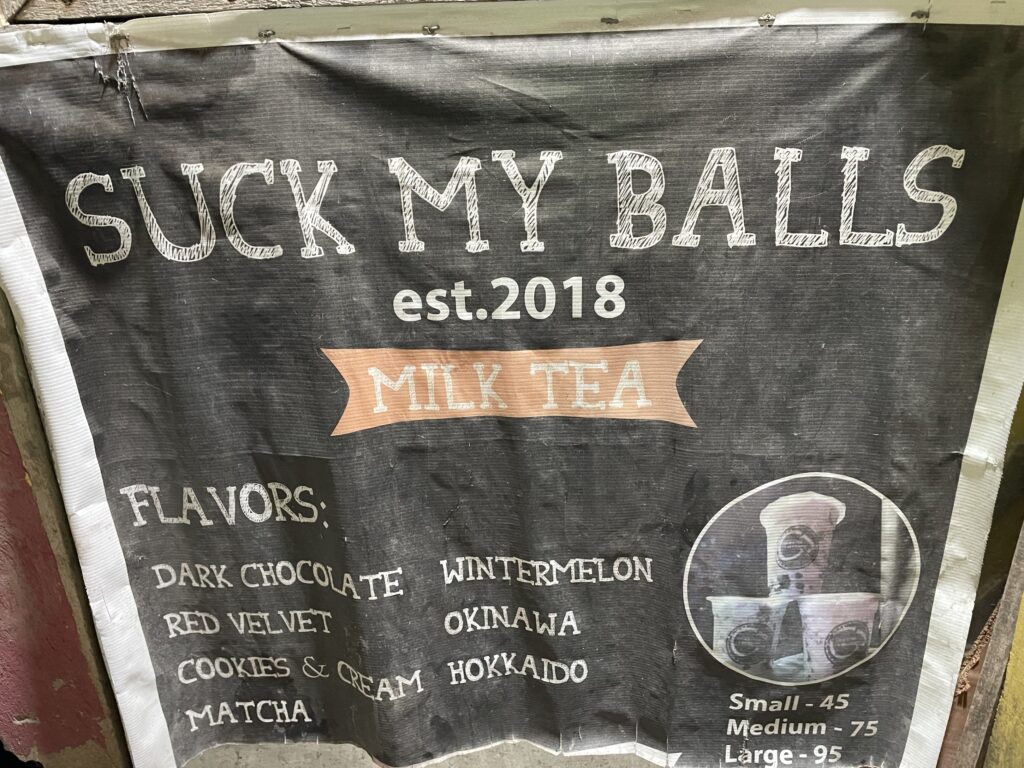 SUCK MY BALLS
est.2018
MILK TEA
FLAVORS:
DARK CHOCOLATE
RED VELVET
COOKIES & CREAM
MATCHA
WINTERMELON
OKINAWA
HOKKAIDO
Small - 45
Medium - 75
Large - 95